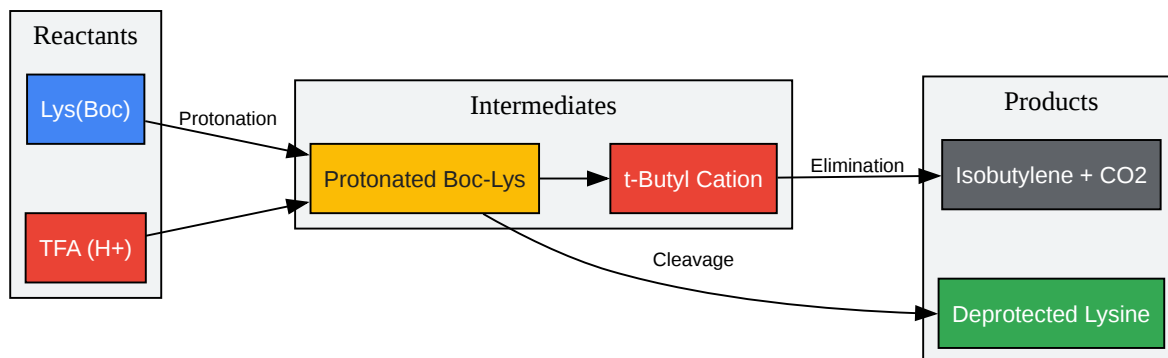 Reactants
Lys(Boc)
TFA (H+)
Protonation
Intermediates
Protonated Boc-Lys
t-Butyl Cation
Elimination
Cleavage
Products
Isobutylene + CO2
Deprotected Lysine